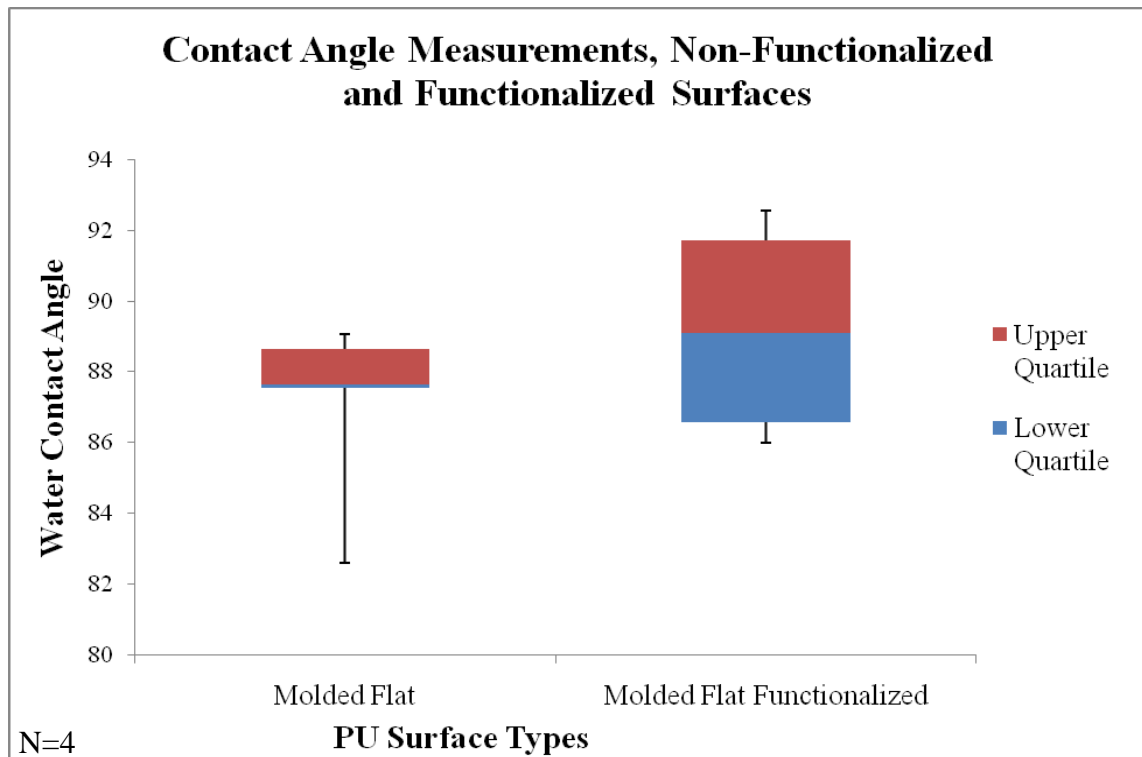 Contact Angle Measurements, Non-Functionalized
and Functionalized Surfaces
Water Contact Angle
94
92
90
88
86
84
82
80
Upper
Quartile
Lower
Quartile
Molded Flat
Molded Flat Functionalized
PU Surface Types
N=4